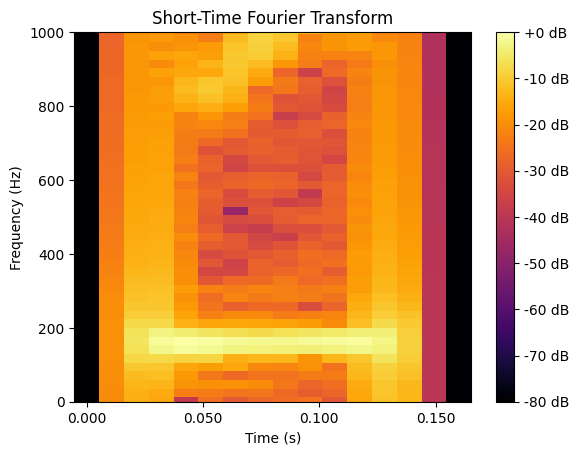 Short-Time Fourier Transform
Frequency (Hz)
1000
800
600
400
200
0
0.000
0.050
0.100
0.150
Time (s)
+0 dB
-10 dB
-20 dB
-30 dB
-40 dB
-50 dB
-60 dB
-70 dB
-80 dB